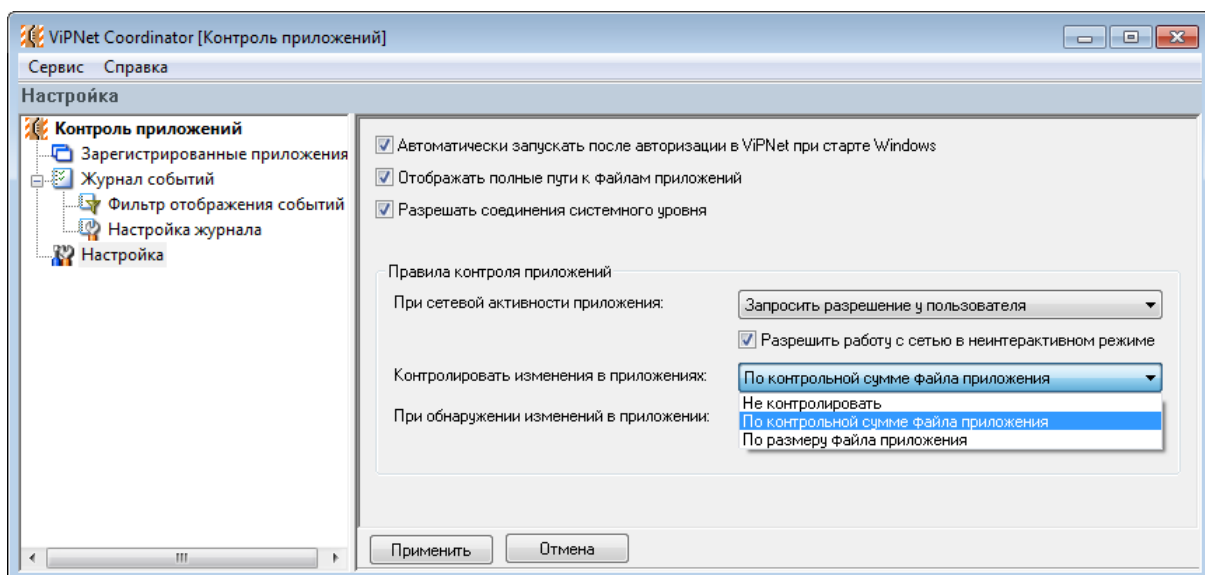 ViPNet Coordinator [Контроль приложений]
Сервис Справка
Настройка
Контроль приложений
Зарегистрированные приложения
Журнал событий
Фильтр отображения событий
Настройка журнала
Настройка
Автоматически запускать после авторизации в ViPNet при старте Windows
Отображать полные пути к файлам приложений
Разрешать соединения системного уровня
Правила контроля приложений
При сетевой активности приложения: Запросить разрешение у пользователя
Разрешить работу с сетью в неинтерактивном режиме
Контролировать изменения в приложениях: По контрольной сумме файла приложения
Не контролировать
При обнаружении изменений в приложении: По контрольной сумме файла приложения
По размеру файла приложения
Применить Отмена